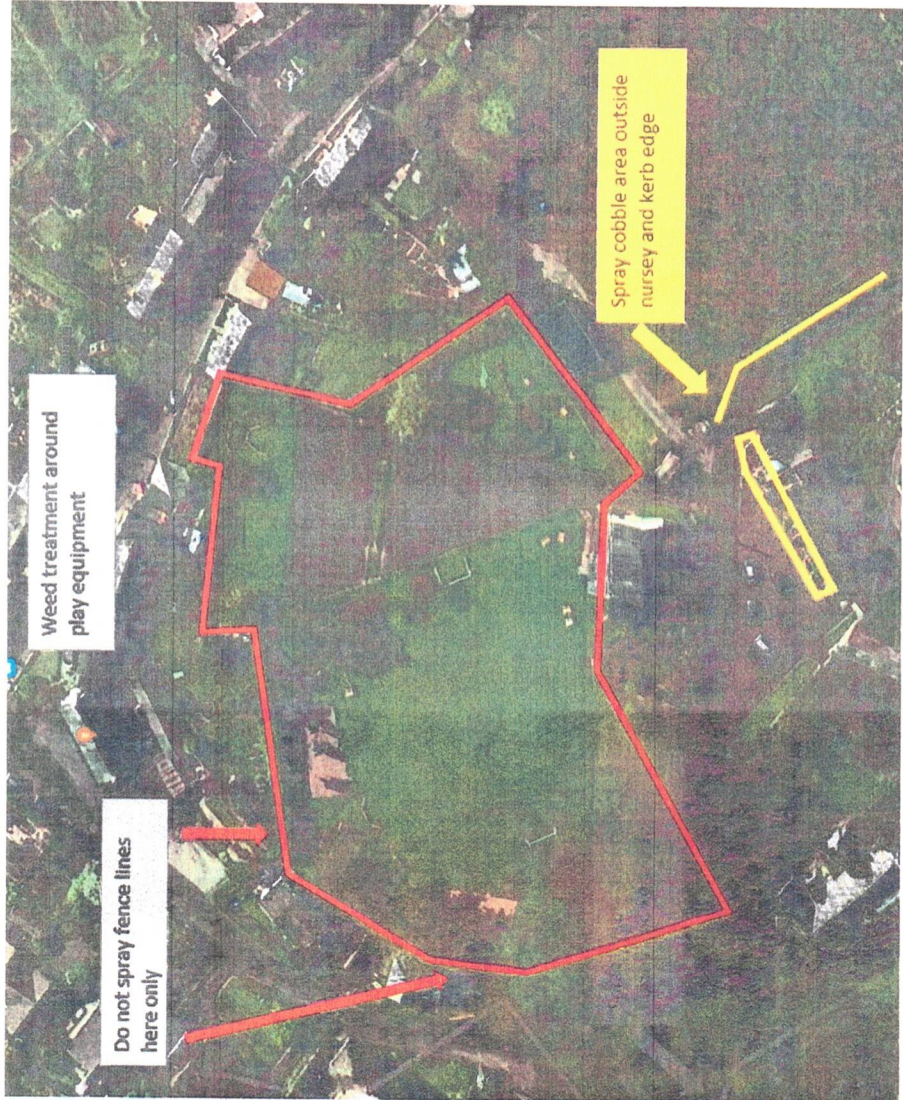 Weed treatment around
play equipment
Do not spray fence lines
here only
Spray cobble area outside
nursey and kerb edge